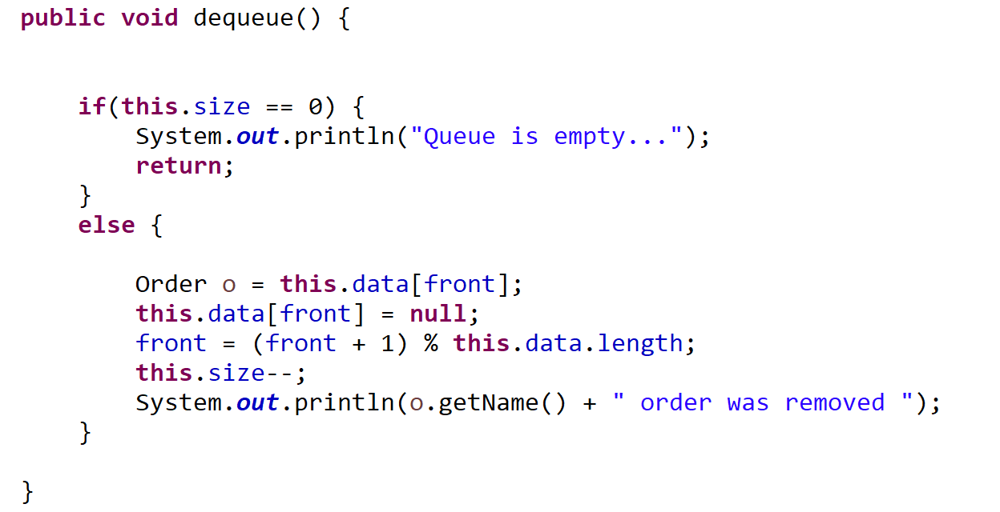 public void dequeue() {
if(this.size == 0) {
System.out.println("Queue is empty...");
return;
}
else {
Order o = this.data[front];
this.data[front] = null;
front = (front + 1) % this.data.length;
this.size--;
System.out.println(o.getName() + " order was removed ");
}
}